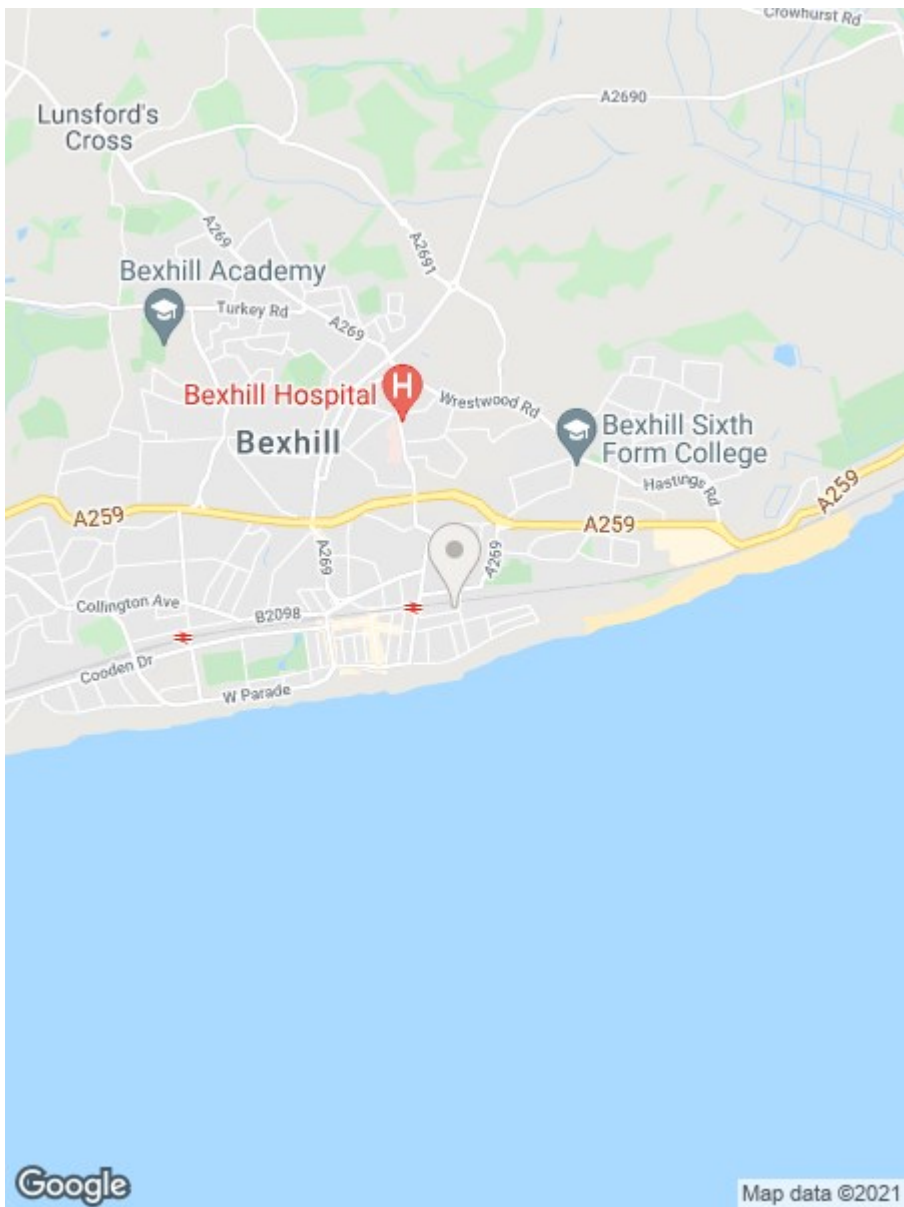 Crowhurst Rd
A2690
Lunsford's
Cross
A269
A2691
Bexhill Academy
Turkey Rd
A269
Bexhill Hospital
H
Wrestwood Rd
Bexhill
Bexhill Sixth
Form College
Hastings Rd
A259
A259
A259
A269
A269
Collington Ave
B2098
Cooden Dr
W Parade
Google
Map data ©2021